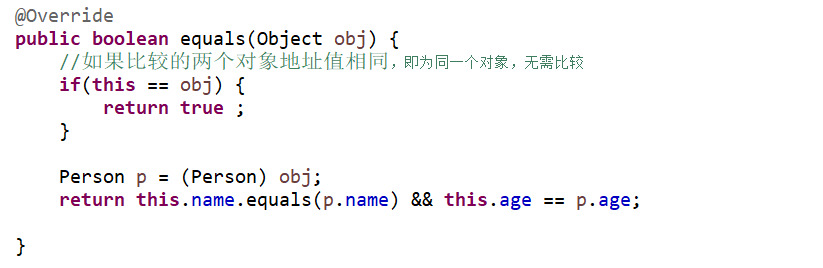 @Override
public boolean equals(Object obj) {
    //如果比较的两个对象地址值相同，即为同一个对象，无需比较
    if(this == obj) {
        return true ;
    }
    Person p = (Person) obj;
    return this.name.equals(p.name) && this.age == p.age;
}